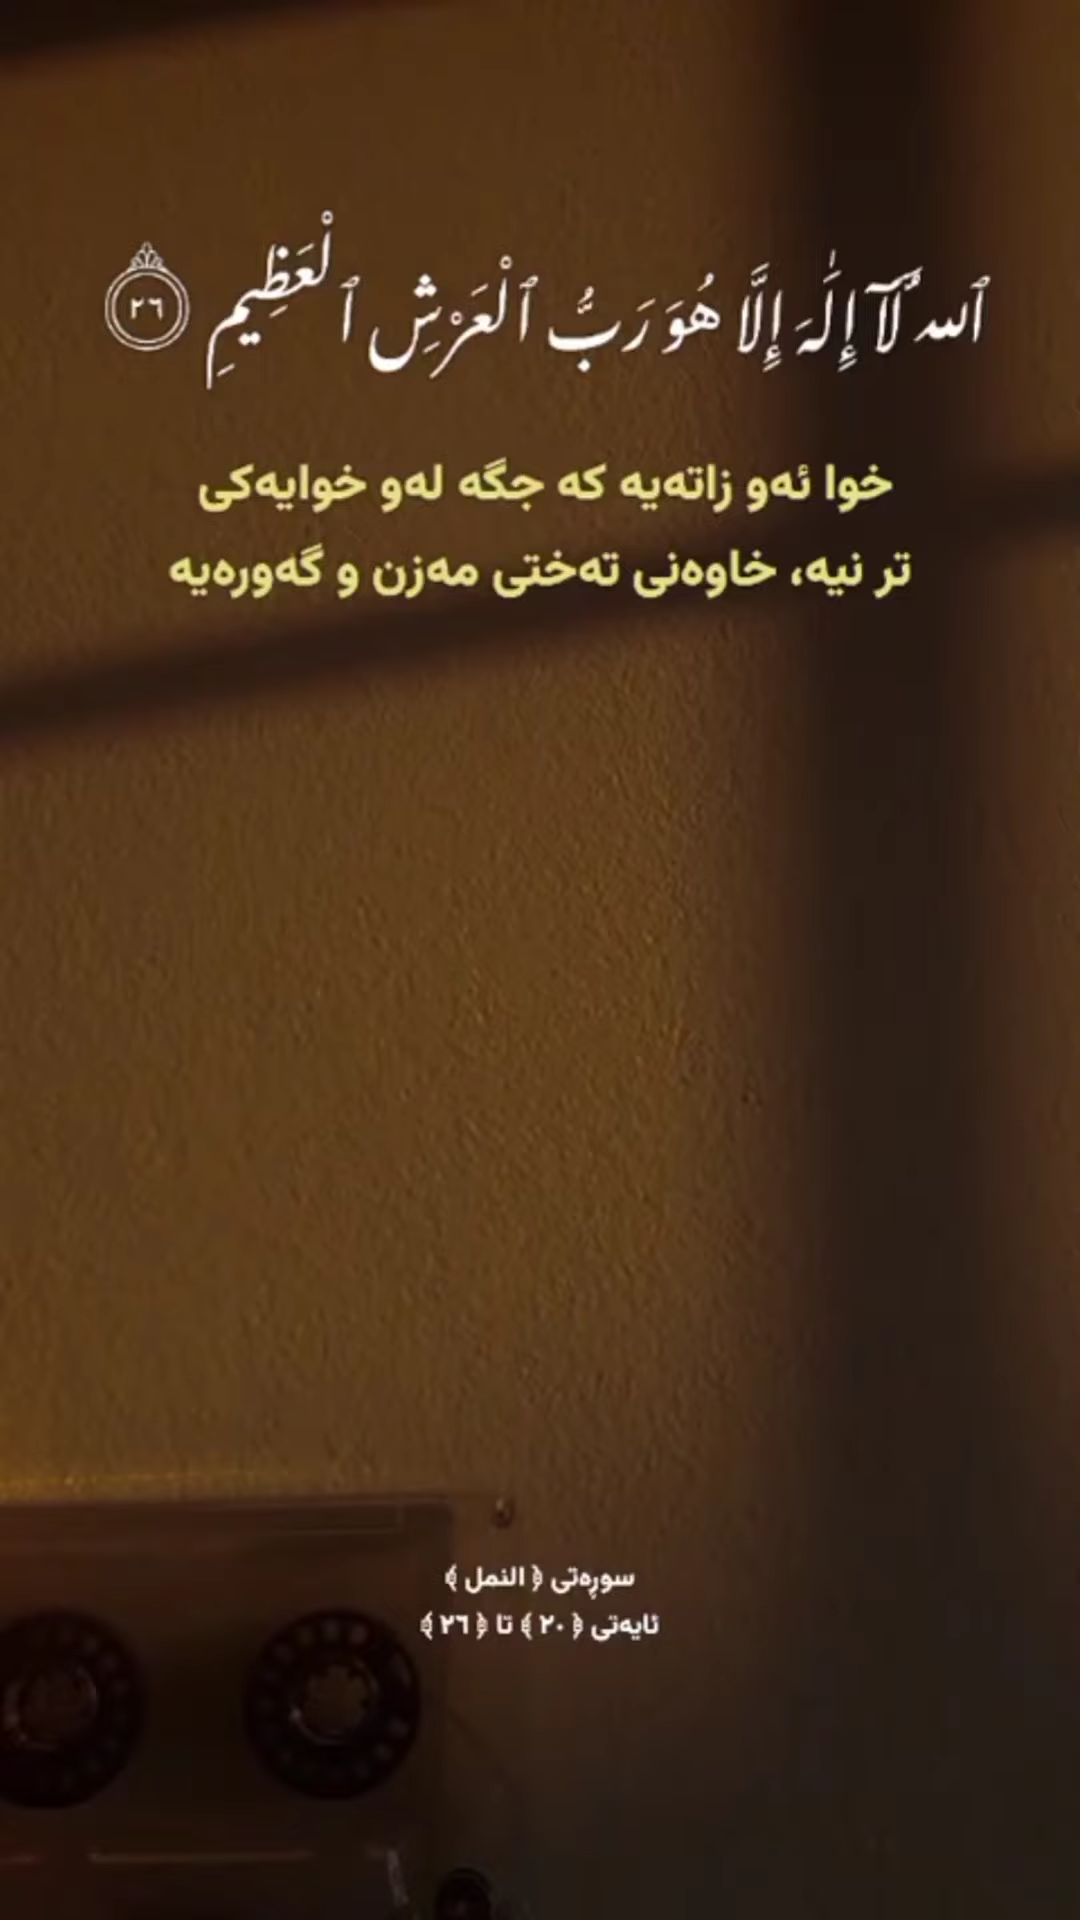 ٱللَّهُ لَآ إِلَٰهَ إِلَّا هُوَ رَبُّ ٱلْعَرْشِ ٱلْعَظِيمِ ٢٦
خوا ئەو زاتەیە کە جگە لەو خوایەکی
تر نیە، خاوەنی تەختی مەزن و گەورەیە
سورەتی ﴿ النمل ﴾
ئایەتی ﴿ ٢٠ ﴾ تا ﴿ ٢٦ ﴾